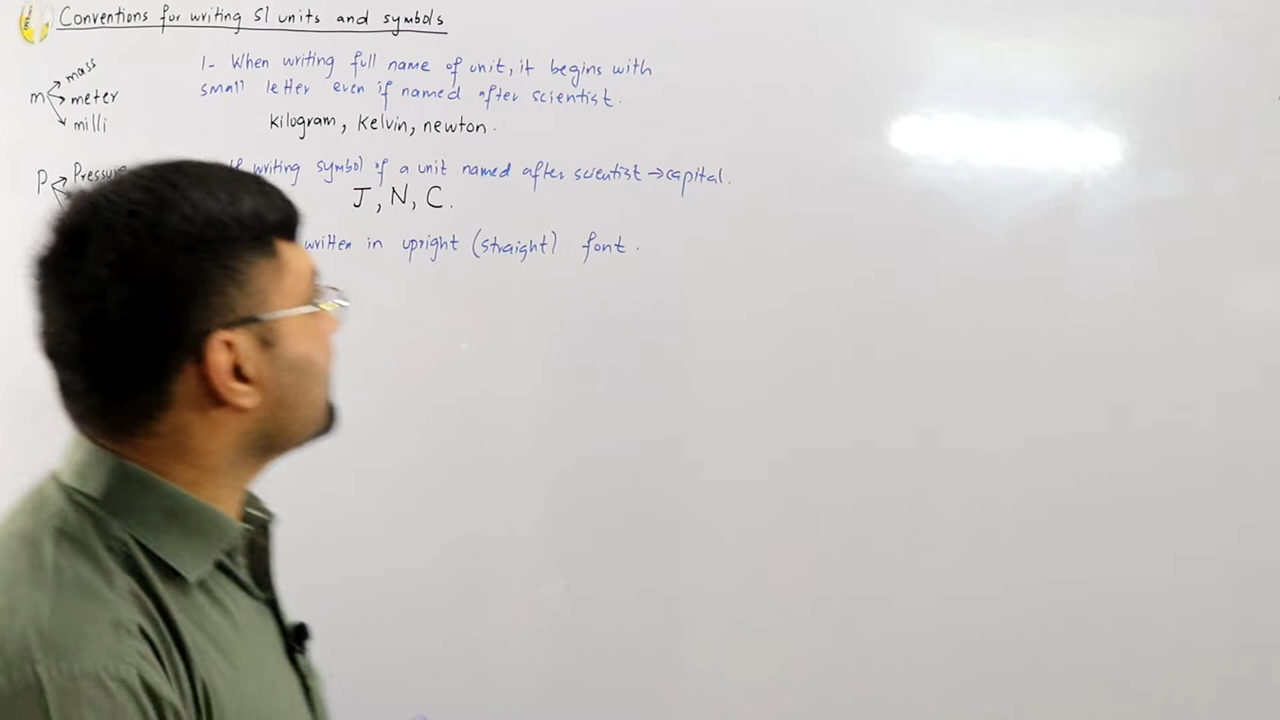 Conventions for writing SI units and symbols
mass
m meter
milli
P Pressure
1- When writing full name of unit, it begins with
small letter even if named after scientist.
kilogram, kelvin, newton.
If writing symbol of a unit named after scientist → capital.
J, N, C.
written in upright (straight) font.